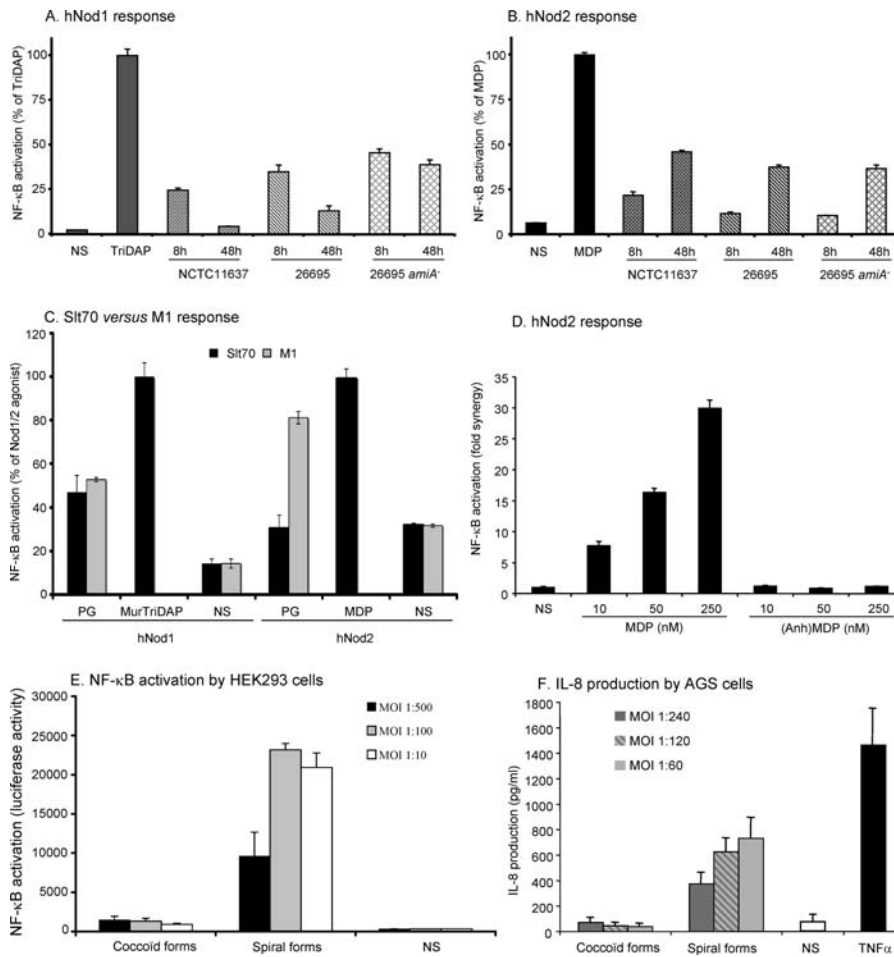 A. hNod1 response
NF-κB activation (% of TriDAP)
100
75
50
25
0
NS TriDAP 8h 48h 8h 48h 8h 48h
NCTC11637 26695 26695 amiA-
B. hNod2 response
NF-κB activation (% of MDP)
100
75
50
25
0
NS MDP 8h 48h 8h 48h 8h 48h
NCTC11637 26695 26695 amiA-
C. Slt70 versus M1 response
NF-κB activation (% of Nod1/2 agonist)
120
100
80
60
40
20
0
Slt70 M1
PG MurTriDAP NS PG MDP NS
hNod1 hNod2
D. hNod2 response
NF-κB activation (fold synergy)
35
30
25
20
15
10
5
0
NS 10 50 250 10 50 250
MDP (nM) (Anh)MDP (nM)
E. NF-κB activation by HEK293 cells
NF-κB activation (luciferase activity)
30000
25000
20000
15000
10000
5000
0
MOI 1:500
MOI 1:100
MOI 1:10
Coccoïd forms Spiral forms NS
F. IL-8 production by AGS cells
IL-8 production (pg/ml)
1800
1600
1400
1200
1000
800
600
400
200
0
MOI 1:240
MOI 1:120
MOI 1:60
Coccoïd forms Spiral forms NS TNFα